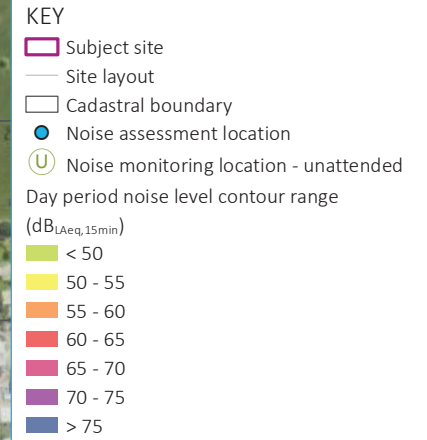 KEY
Subject site
Site layout
Cadastral boundary
Noise assessment location
U Noise monitoring location - unattended
Day period noise level contour range
(dBLAeq,15min)
< 50
50 - 55
55 - 60
60 - 65
65 - 70
70 - 75
> 75